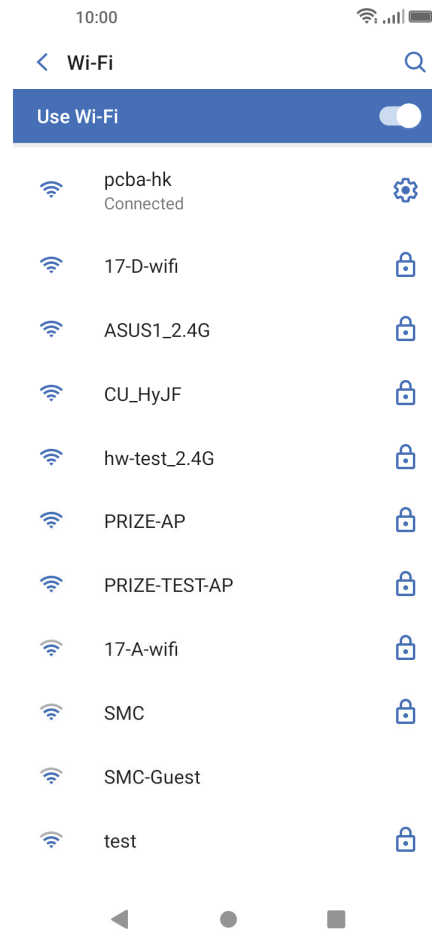 10:00
Wi-Fi
Use Wi-Fi
pcba-hk
Connected
17-D-wifi
ASUS1_2.4G
CU_HyJF
hw-test_2.4G
PRIZE-AP
PRIZE-TEST-AP
17-A-wifi
SMC
SMC-Guest
test